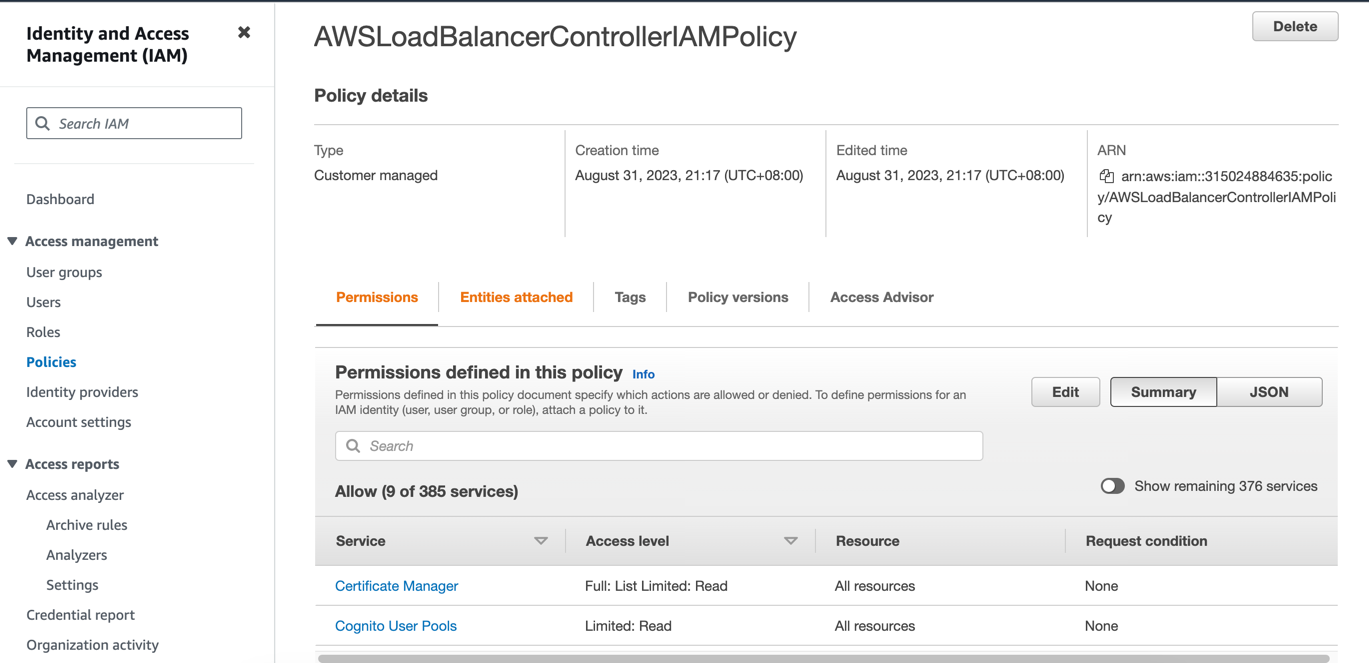 Identity and Access
Management (IAM)
Search IAM
Dashboard
Access management
User groups
Users
Roles
Policies
Identity providers
Account settings
Access reports
Access analyzer
Archive rules
Analyzers
Settings
Credential report
Organization activity
AWSLoadBalancerControllerIAMPolicy
Delete
Policy details
Type
Customer managed
Creation time
August 31, 2023, 21:17 (UTC+08:00)
Edited time
August 31, 2023, 21:17 (UTC+08:00)
ARN
arn:aws:iam::315024884635:polic
y/AWSLoadBalancerControllerIAMPoli
cy
Permissions
Entities attached
Tags
Policy versions
Access Advisor
Permissions defined in this policy Info
Permissions defined in this policy document specify which actions are allowed or denied. To define permissions for an
IAM identity (user, user group, or role), attach a policy to it.
Edit
Summary
JSON
Search
Allow (9 of 385 services)
Show remaining 376 services
Service
Access level
Resource
Request condition
Certificate Manager
Full: List Limited: Read
All resources
None
Cognito User Pools
Limited: Read
All resources
None